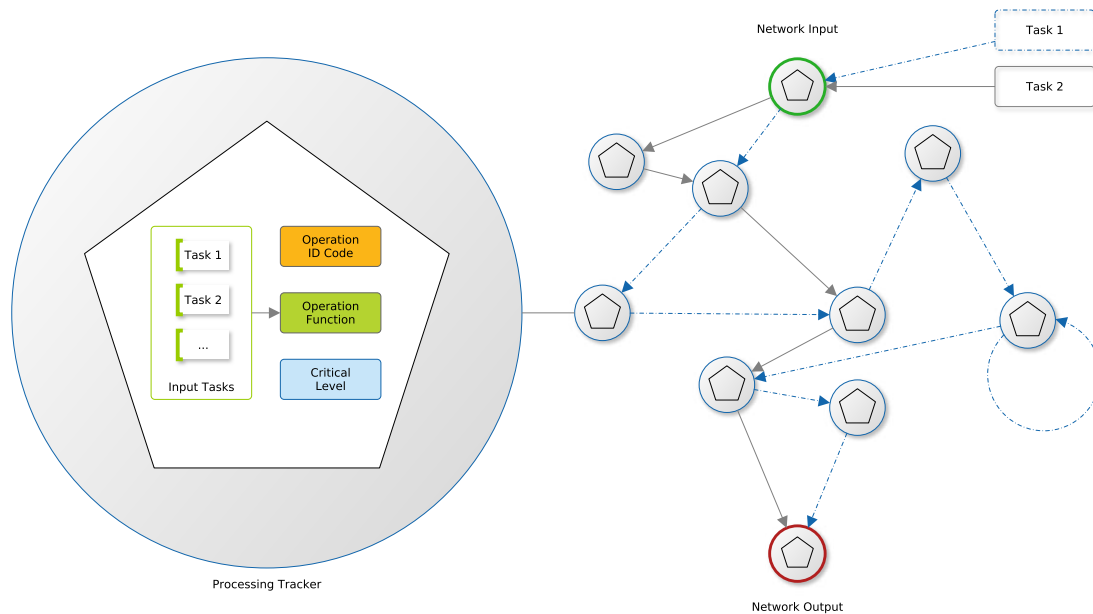 Network Input
Task 1
Task 2
Task 1
Task 2
...
Input Tasks
Operation
ID Code
Operation
Function
Critical
Level
Processing Tracker
Network Output